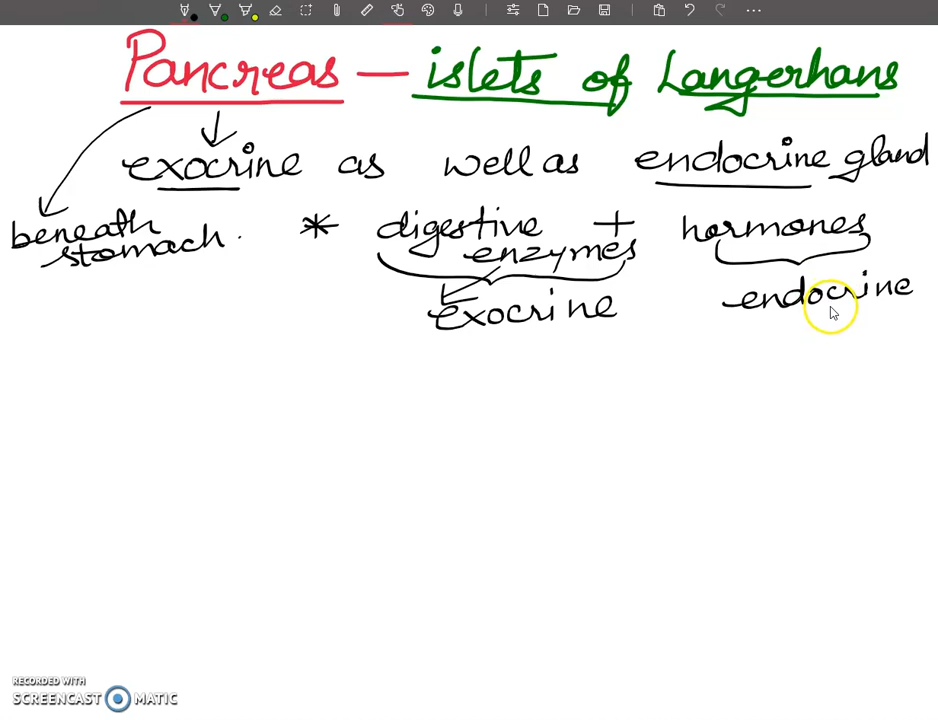 Pancreas — islets of Langerhans
exocrine as well as endocrine gland
beneath
stomach.
* digestive + hormones
enzymes
exocrine
endocrine
RECORDED WITH
SCREENCAST MATIC